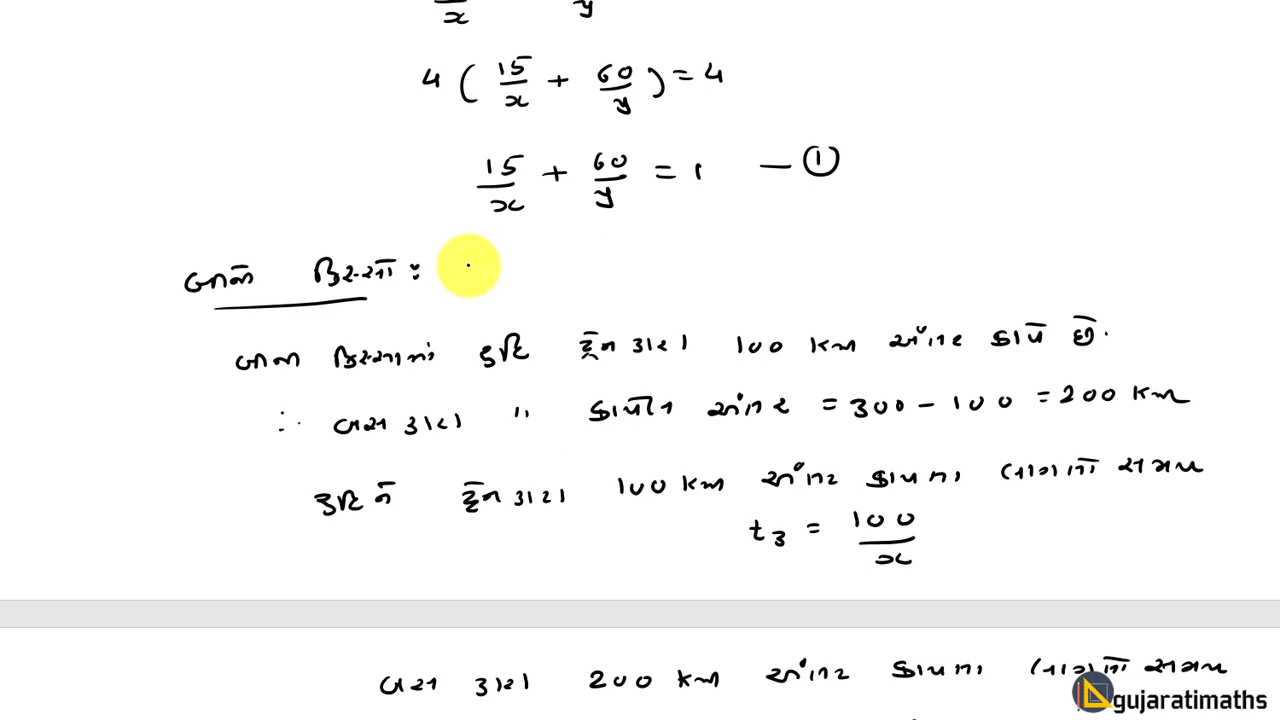 x y
4 ( 15/x + 60/y ) = 4
15/x + 60/y = 1 — ①
બીજા કિસ્સા :
બીજા કિસ્સામાં રુહિ ટ્રેન દ્વારા 100 km અંતર કાપે છે.
∴ બસ દ્વારા " કાપેલ અંતર = 300 - 100 = 200 km
રુહિ ને ટ્રેન દ્વારા 100 km અંતર કાપતા લાગતો સમય
t3 = 100/x
બસ દ્વારા 200 km અંતર કાપતા લાગતો સમય
gujaratimaths